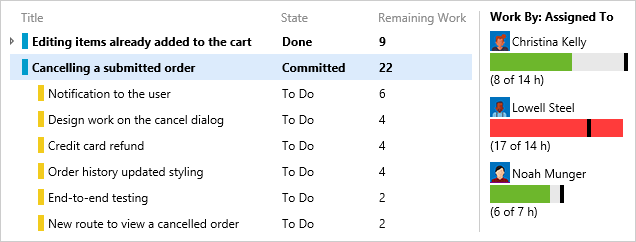 Title State Remaining Work
Editing items already added to the cart Done 9
Cancelling a submitted order Committed 22
Notification to the user To Do 6
Design work on the cancel dialog To Do 4
Credit card refund To Do 4
Order history updated styling To Do 4
End-to-end testing To Do 2
New route to view a cancelled order To Do 2
Work By: Assigned To
Christina Kelly
(8 of 14 h)
Lowell Steel
(17 of 14 h)
Noah Munger
(6 of 7 h)